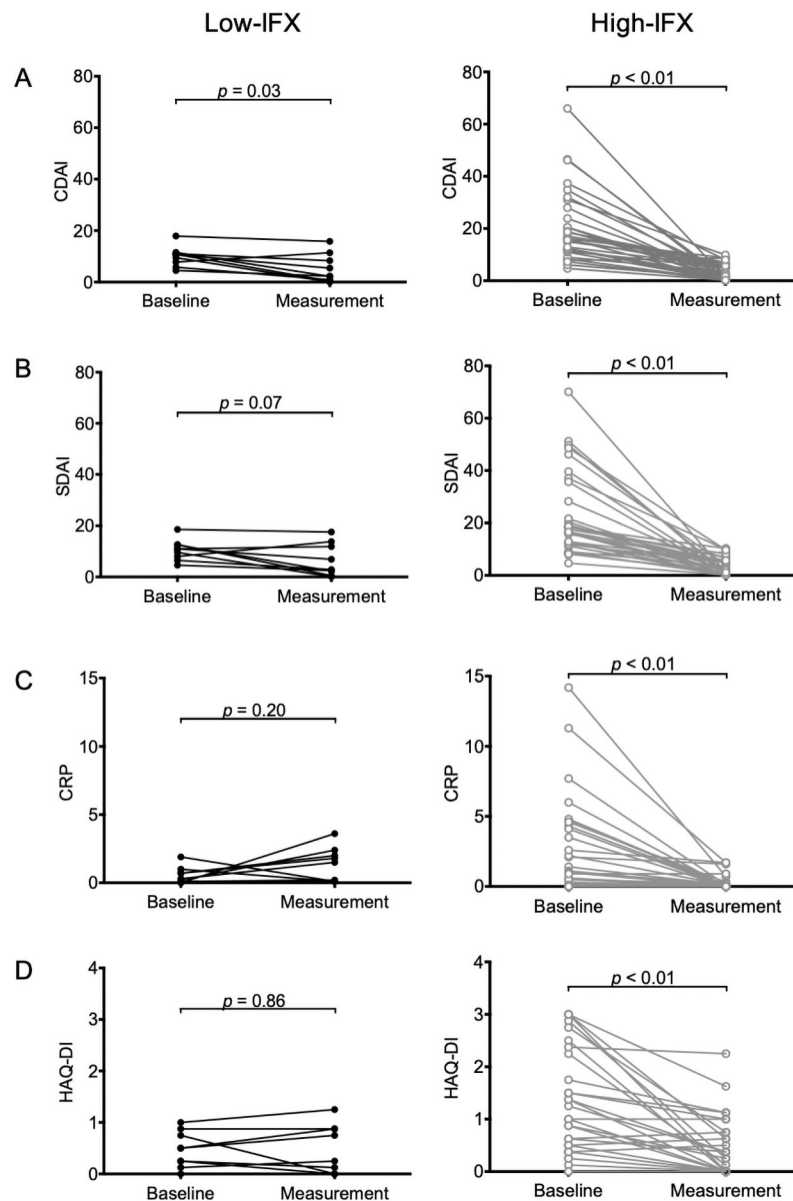 Low-IFX High-IFX
A
80
60
40
20
0
CDAI
p = 0.03
Baseline Measurement
80
60
40
20
0
CDAI
p < 0.01
Baseline Measurement
B
80
60
40
20
0
SDAI
p = 0.07
Baseline Measurement
80
60
40
20
0
SDAI
p < 0.01
Baseline Measurement
C
15
10
5
0
CRP
p = 0.20
Baseline Measurement
15
10
5
0
CRP
p < 0.01
Baseline Measurement
D
4
3
2
1
0
HAQ-DI
p = 0.86
Baseline Measurement
4
3
2
1
0
HAQ-DI
p < 0.01
Baseline Measurement